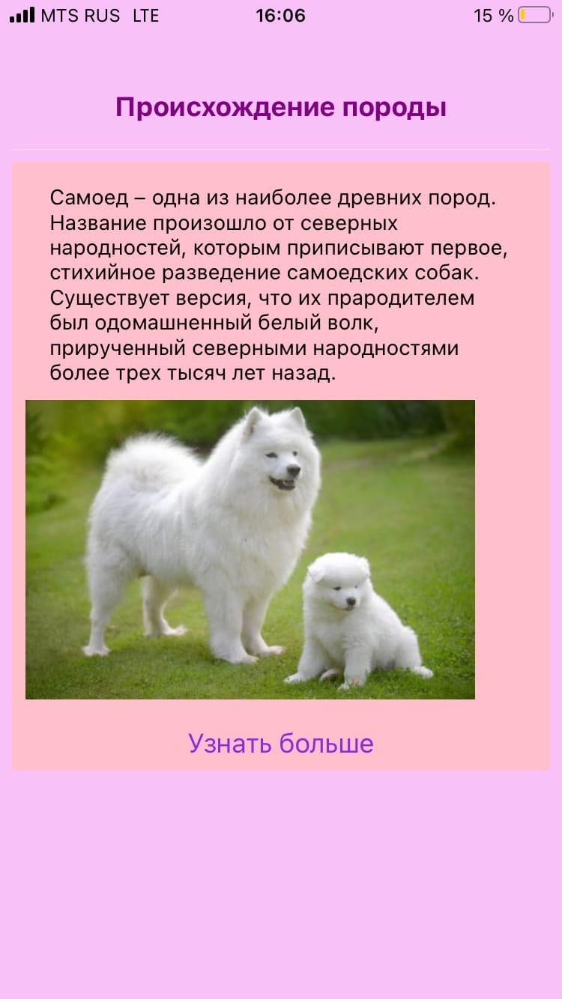 MTS RUS LTE 16:06 15 %
Происхождение породы
Самоед – одна из наиболее древних пород.
Название произошло от северных
народностей, которым приписывают первое,
стихийное разведение самоедских собак.
Существует версия, что их прародителем
был одомашненный белый волк,
прирученный северными народностями
более трех тысяч лет назад.
Узнать больше